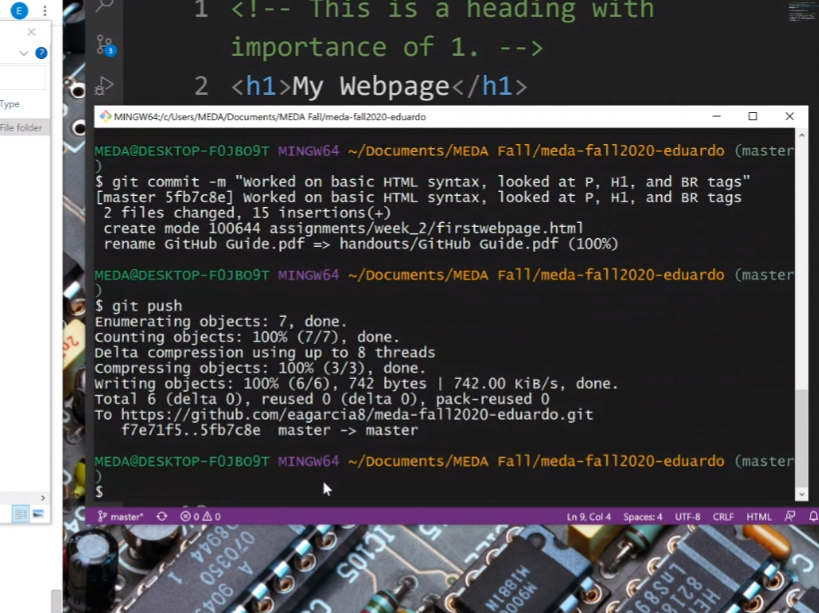 E
Type
File folder
3
1 <!-- This is a heading with
importance of 1. -->
2 <h1>My Webpage</h1>
MINGW64:/c/Users/MEDA/Documents/MEDA Fall/meda-fall2020-eduardo
MEDA@DESKTOP-F0JBO9T MINGW64 ~/Documents/MEDA Fall/meda-fall2020-eduardo (master
)
$ git commit -m "Worked on basic HTML syntax, looked at P, H1, and BR tags"
[master 5fb7c8e] Worked on basic HTML syntax, looked at P, H1, and BR tags
2 files changed, 15 insertions(+)
create mode 100644 assignments/week_2/firstwebpage.html
rename GitHub Guide.pdf => handouts/GitHub Guide.pdf (100%)
MEDA@DESKTOP-F0JBO9T MINGW64 ~/Documents/MEDA Fall/meda-fall2020-eduardo (master
)
$ git push
Enumerating objects: 7, done.
Counting objects: 100% (7/7), done.
Delta compression using up to 8 threads
Compressing objects: 100% (3/3), done.
Writing objects: 100% (6/6), 742 bytes | 742.00 KiB/s, done.
Total 6 (delta 0), reused 0 (delta 0), pack-reused 0
To https://github.com/eagarcia8/meda-fall2020-eduardo.git
f7e71f5..5fb7c8e master -> master
MEDA@DESKTOP-F0JBO9T MINGW64 ~/Documents/MEDA Fall/meda-fall2020-eduardo (master
)
$
master* 0 0 Ln 9, Col 4 Spaces: 4 UTF-8 CRLF HTML
IC105
070350